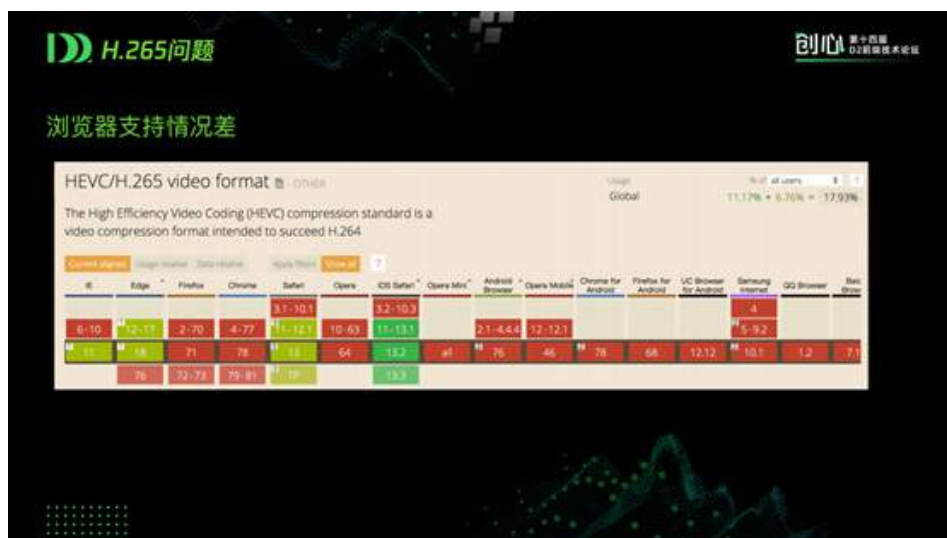 H.265问题
创心 第十四届
D2前端技术论坛
浏览器支持情况差
HEVC/H.265 video format - OTHER
Usage % of all users ?
Global 11.17% + 6.76% = 17.93%
The High Efficiency Video Coding (HEVC) compression standard is a
video compression format intended to succeed H.264
Current aligned Usage relative Date relative Apply filters Show all ?
IE Edge Firefox Chrome Safari Opera iOS Safari Opera Mini Android Browser Opera Mobile Chrome for Android Firefox for Android UC Browser for Android Samsung Internet QQ Browser
3.1-10.1 3.2-10.3 4
6-10 12-17 2-70 4-77 11-12.1 10-63 11-13.1 2.1-4.4.4 12-12.1 5-9.2
11 18 71 78 13 64 13.2 all 76 46 78 68 12.12 10.1 1.2 7.1
76 72-73 79-81 13.3